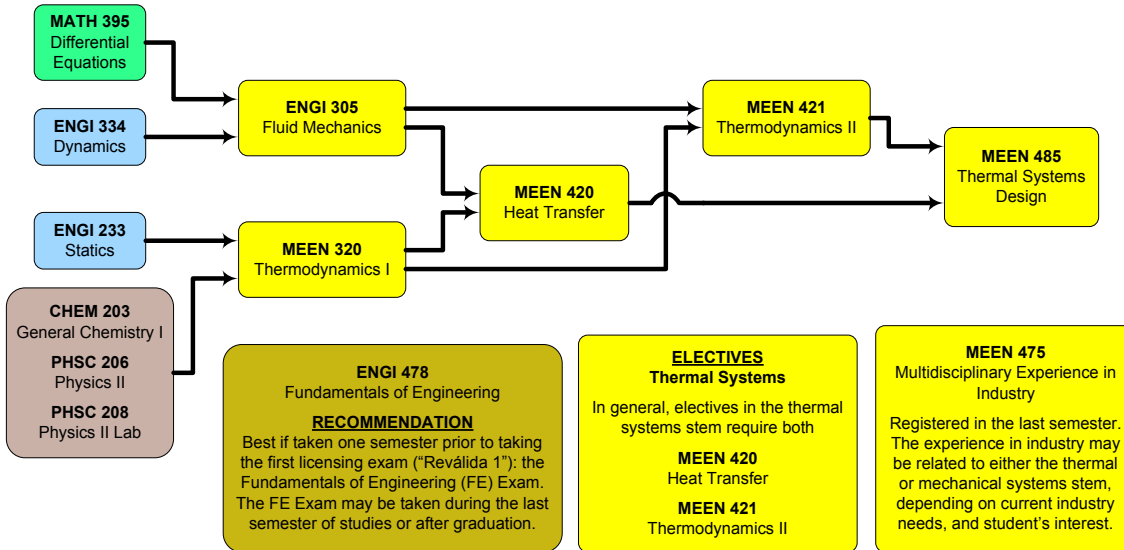 MATH 395
Differential
Equations
ENGI 334
Dynamics
ENGI 305
Fluid Mechanics
MEEN 421
Thermodynamics II
MEEN 485
Thermal Systems
Design
MEEN 420
Heat Transfer
ENGI 233
Statics
MEEN 320
Thermodynamics I
CHEM 203
General Chemistry I
PHSC 206
Physics II
PHSC 208
Physics II Lab
ENGI 478
Fundamentals of Engineering
RECOMMENDATION
Best if taken one semester prior to taking
the first licensing exam (“Reválida 1”): the
Fundamentals of Engineering (FE) Exam.
The FE Exam may be taken during the last
semester of studies or after graduation.
ELECTIVES
Thermal Systems
In general, electives in the thermal
systems stem require both
MEEN 420
Heat Transfer
MEEN 421
Thermodynamics II
MEEN 475
Multidisciplinary Experience in
Industry
Registered in the last semester.
The experience in industry may
be related to either the thermal
or mechanical systems stem,
depending on current industry
needs, and student’s interest.